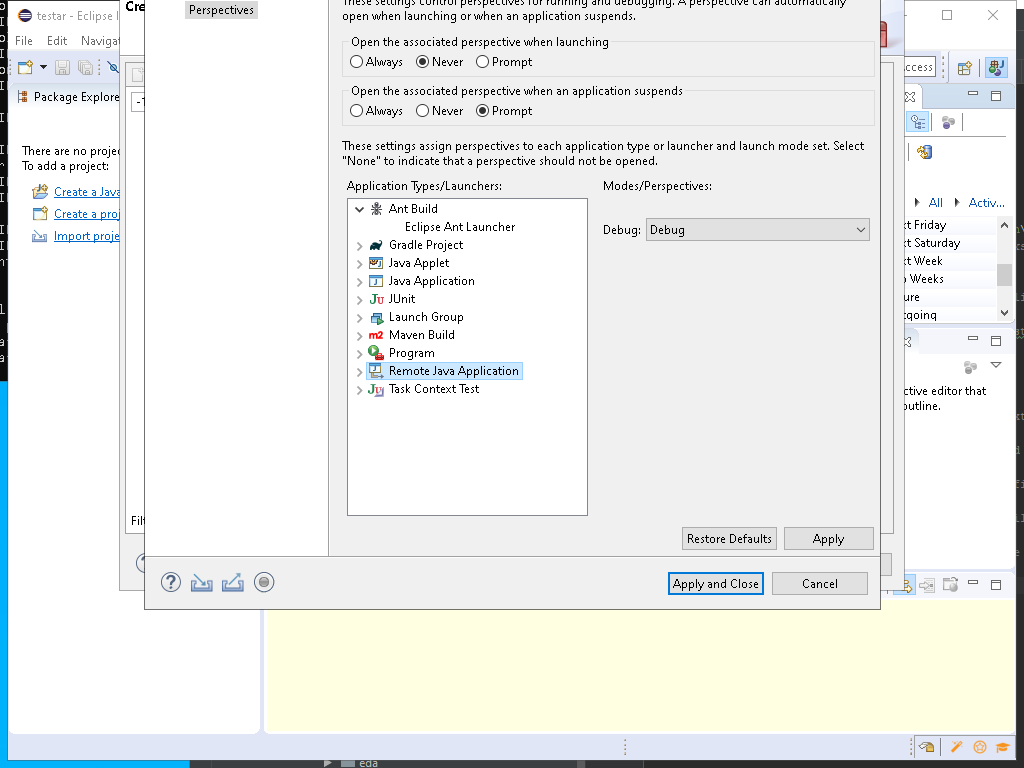 testar - Eclipse I
File Edit Navigat
Package Explore
There are no projec
To add a project:
Create a Java
Create a proj
Import proje
Cre
Filt
Perspectives
These settings control perspectives for running and debugging. A perspective can automatically
open when launching or when an application suspends.
Open the associated perspective when launching
Always Never Prompt
Open the associated perspective when an application suspends
Always Never Prompt
These settings assign perspectives to each application type or launcher and launch mode set. Select
"None" to indicate that a perspective should not be opened.
Application Types/Launchers:
Modes/Perspectives:
Ant Build
Eclipse Ant Launcher
Gradle Project
Java Applet
Java Application
JUnit
Launch Group
Maven Build
Program
Remote Java Application
Task Context Test
Debug: Debug
Restore Defaults
Apply
Apply and Close
Cancel
ccess
All
Activ...
xt Friday
xt Saturday
xt Week
o Weeks
ure
tgoing
ctive editor that
outline.
eda